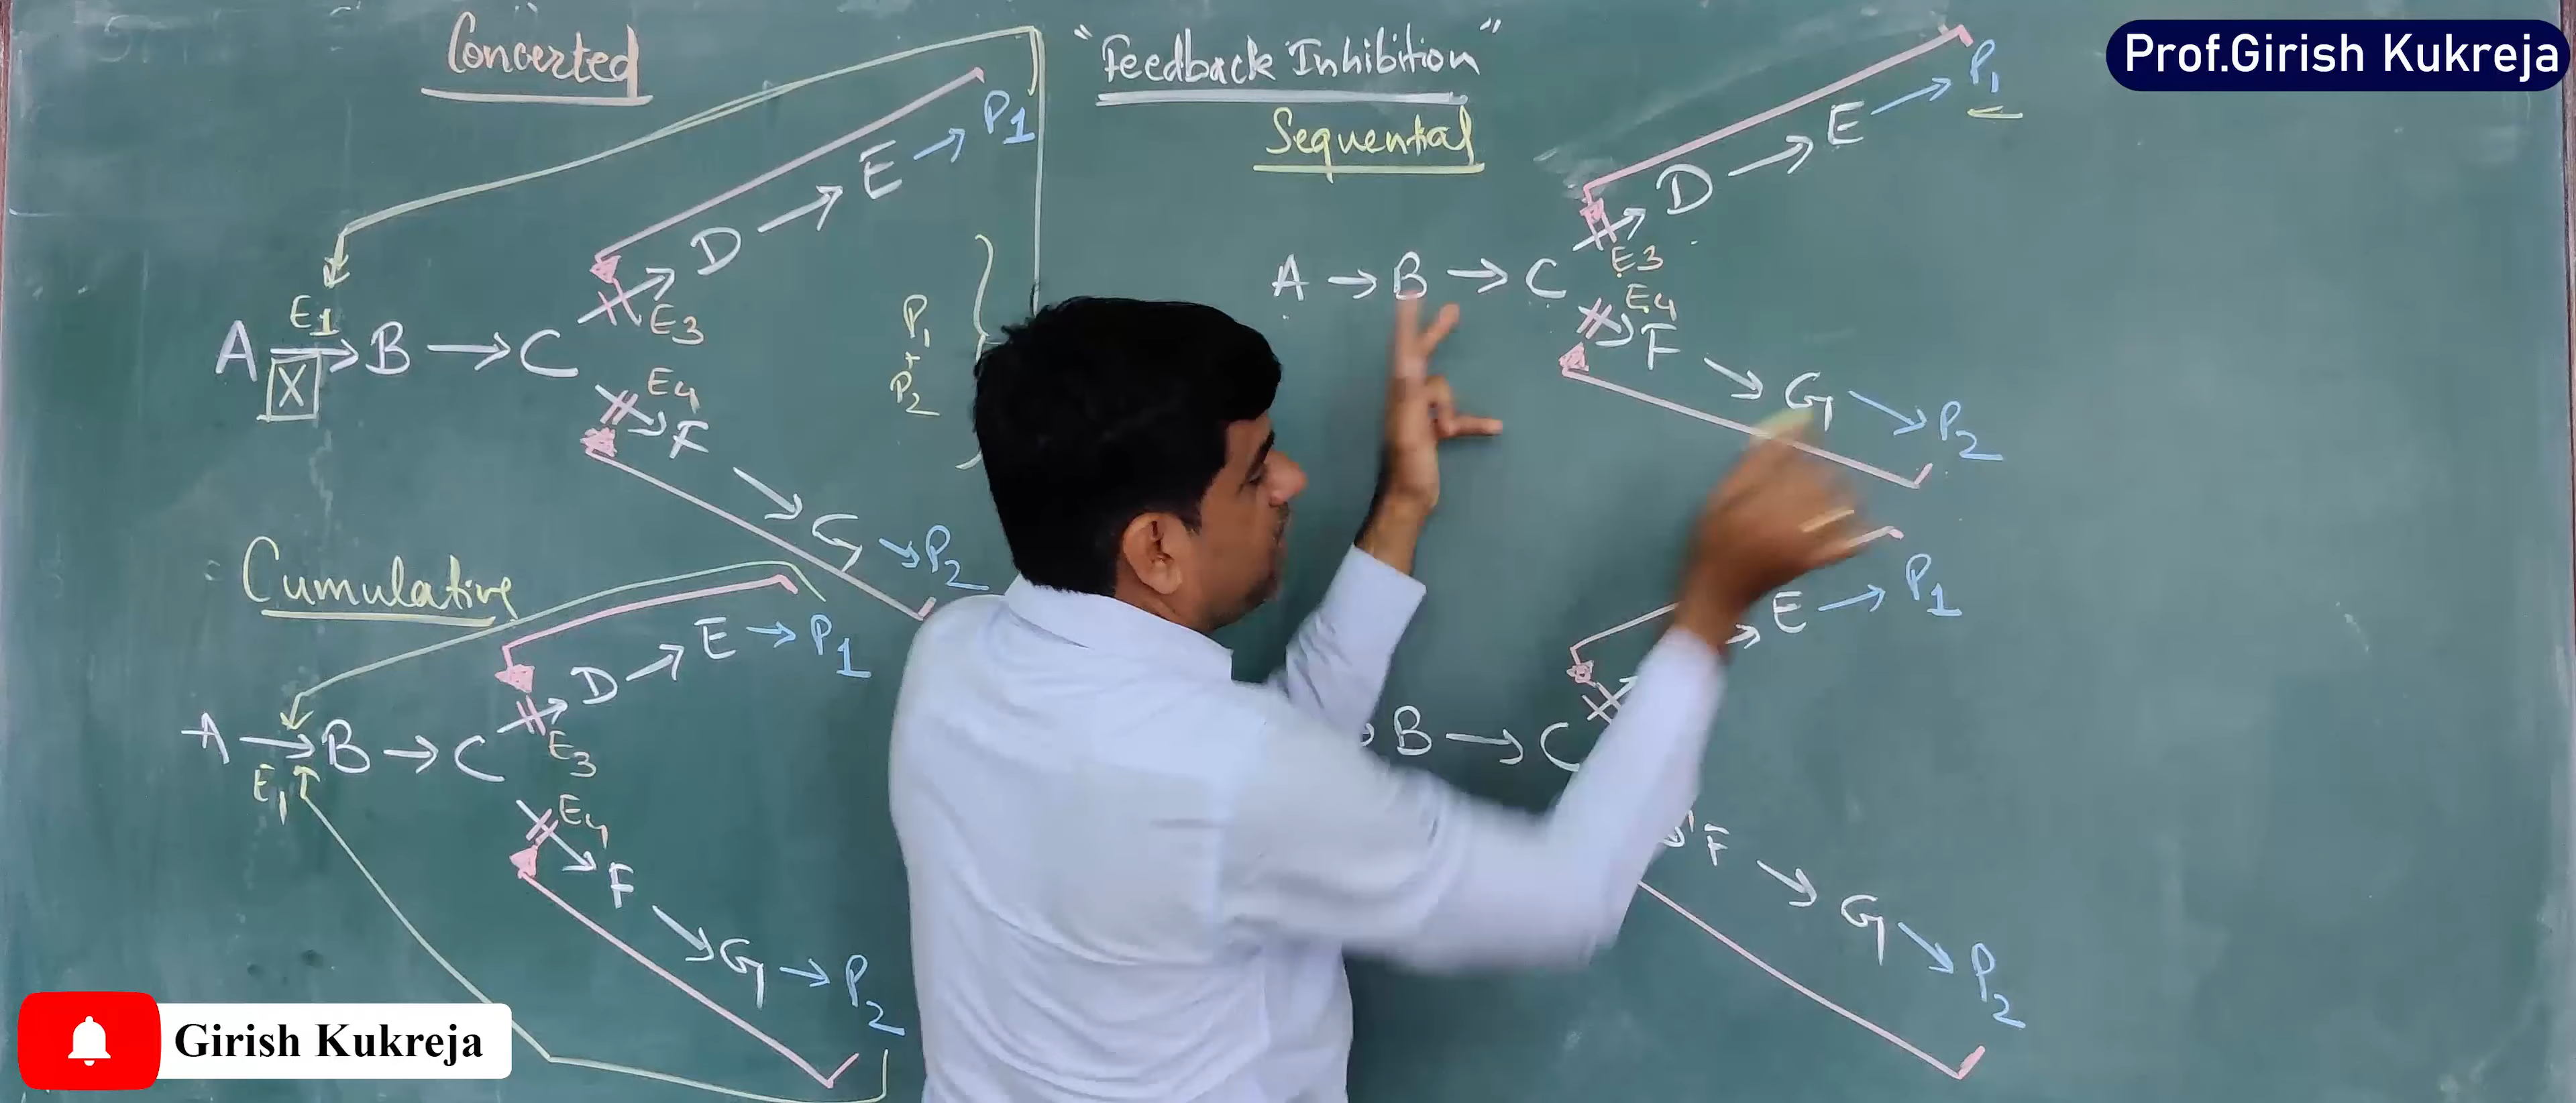 Concerted
"Feedback Inhibition"
Sequential
Prof.Girish Kukreja
E → P1
D →
E1
A → B → C
X
E3
E4
F → G → P2
P1
+
P2
D → E → P1
A → B → C
E3
E4
F → G → P2
Cumulative
D → E → P1
A → B → C
E1
E3
E4
F → G → P2
E → P1
B → C
F → G → P2
Girish Kukreja